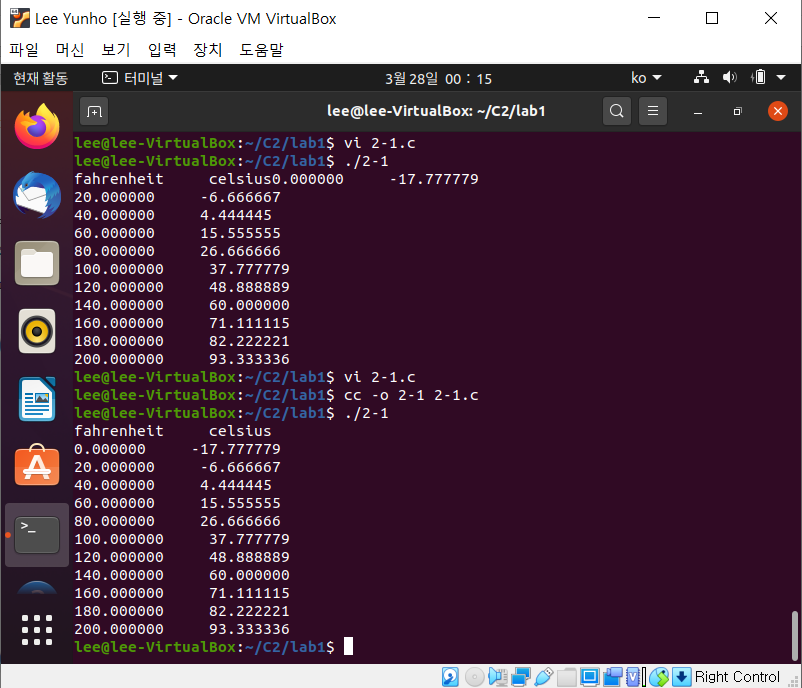 Lee Yunho [실행 중] - Oracle VM VirtualBox
파일 머신 보기 입력 장치 도움말
현재 활동 터미널 3월 28일 00 : 15 ko
lee@lee-VirtualBox: ~/C2/lab1
lee@lee-VirtualBox:~/C2/lab1$ vi 2-1.c
lee@lee-VirtualBox:~/C2/lab1$ ./2-1
fahrenheit     celsius0.000000     -17.777779
20.000000     -6.666667
40.000000     4.444445
60.000000     15.555555
80.000000     26.666666
100.000000     37.777779
120.000000     48.888889
140.000000     60.000000
160.000000     71.111115
180.000000     82.222221
200.000000     93.333336
lee@lee-VirtualBox:~/C2/lab1$ vi 2-1.c
lee@lee-VirtualBox:~/C2/lab1$ cc -o 2-1 2-1.c
lee@lee-VirtualBox:~/C2/lab1$ ./2-1
fahrenheit     celsius
0.000000     -17.777779
20.000000     -6.666667
40.000000     4.444445
60.000000     15.555555
80.000000     26.666666
100.000000     37.777779
120.000000     48.888889
140.000000     60.000000
160.000000     71.111115
180.000000     82.222221
200.000000     93.333336
lee@lee-VirtualBox:~/C2/lab1$
Right Control